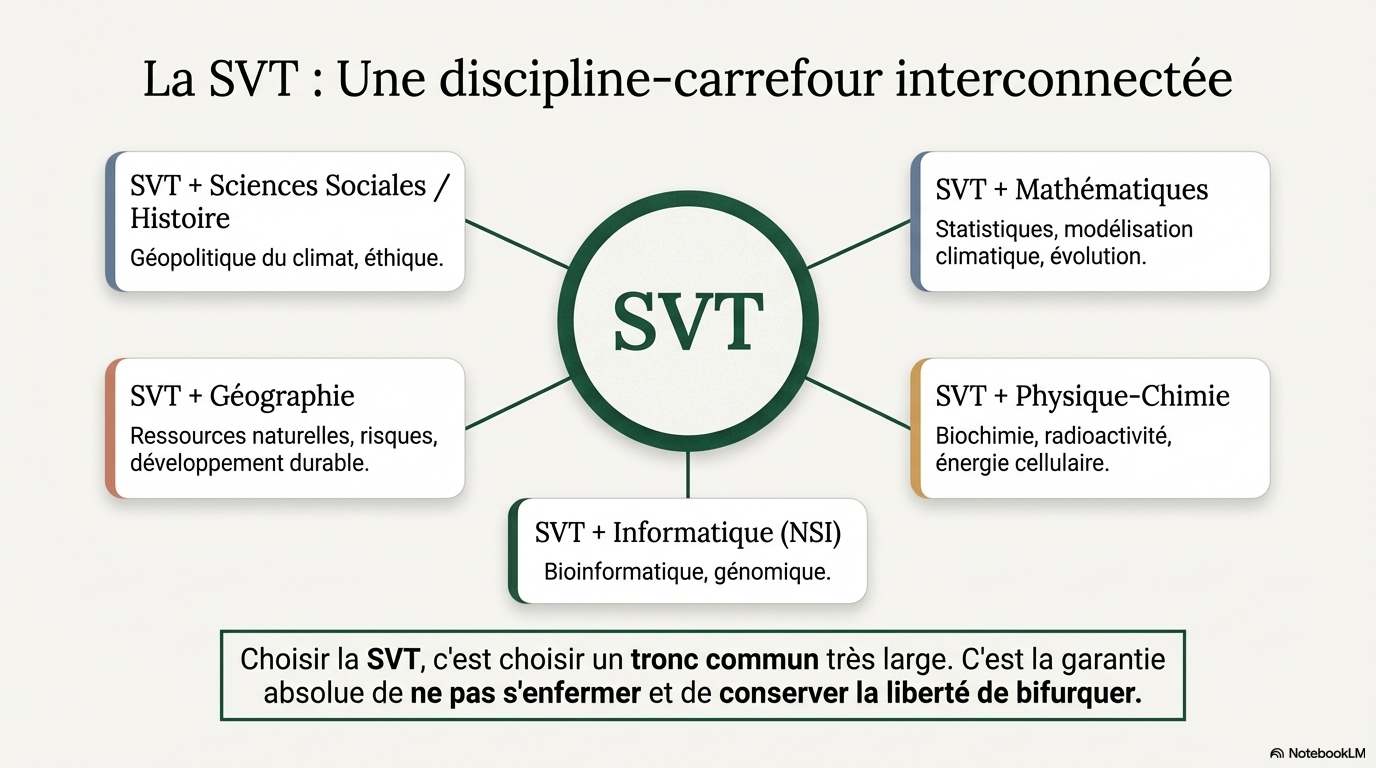 La SVT : Une discipline-carrefour interconnectée
SVT + Sciences Sociales /
Histoire
Géopolitique du climat, éthique.
SVT + Mathématiques
Statistiques, modélisation
climatique, évolution.
SVT
SVT + Géographie
Ressources naturelles, risques,
développement durable.
SVT + Physique-Chimie
Biochimie, radioactivité,
énergie cellulaire.
SVT + Informatique (NSI)
Bioinformatique, génomique.
Choisir la SVT, c'est choisir un tronc commun très large. C'est la garantie
absolue de ne pas s'enfermer et de conserver la liberté de bifurquer.
NotebookLM